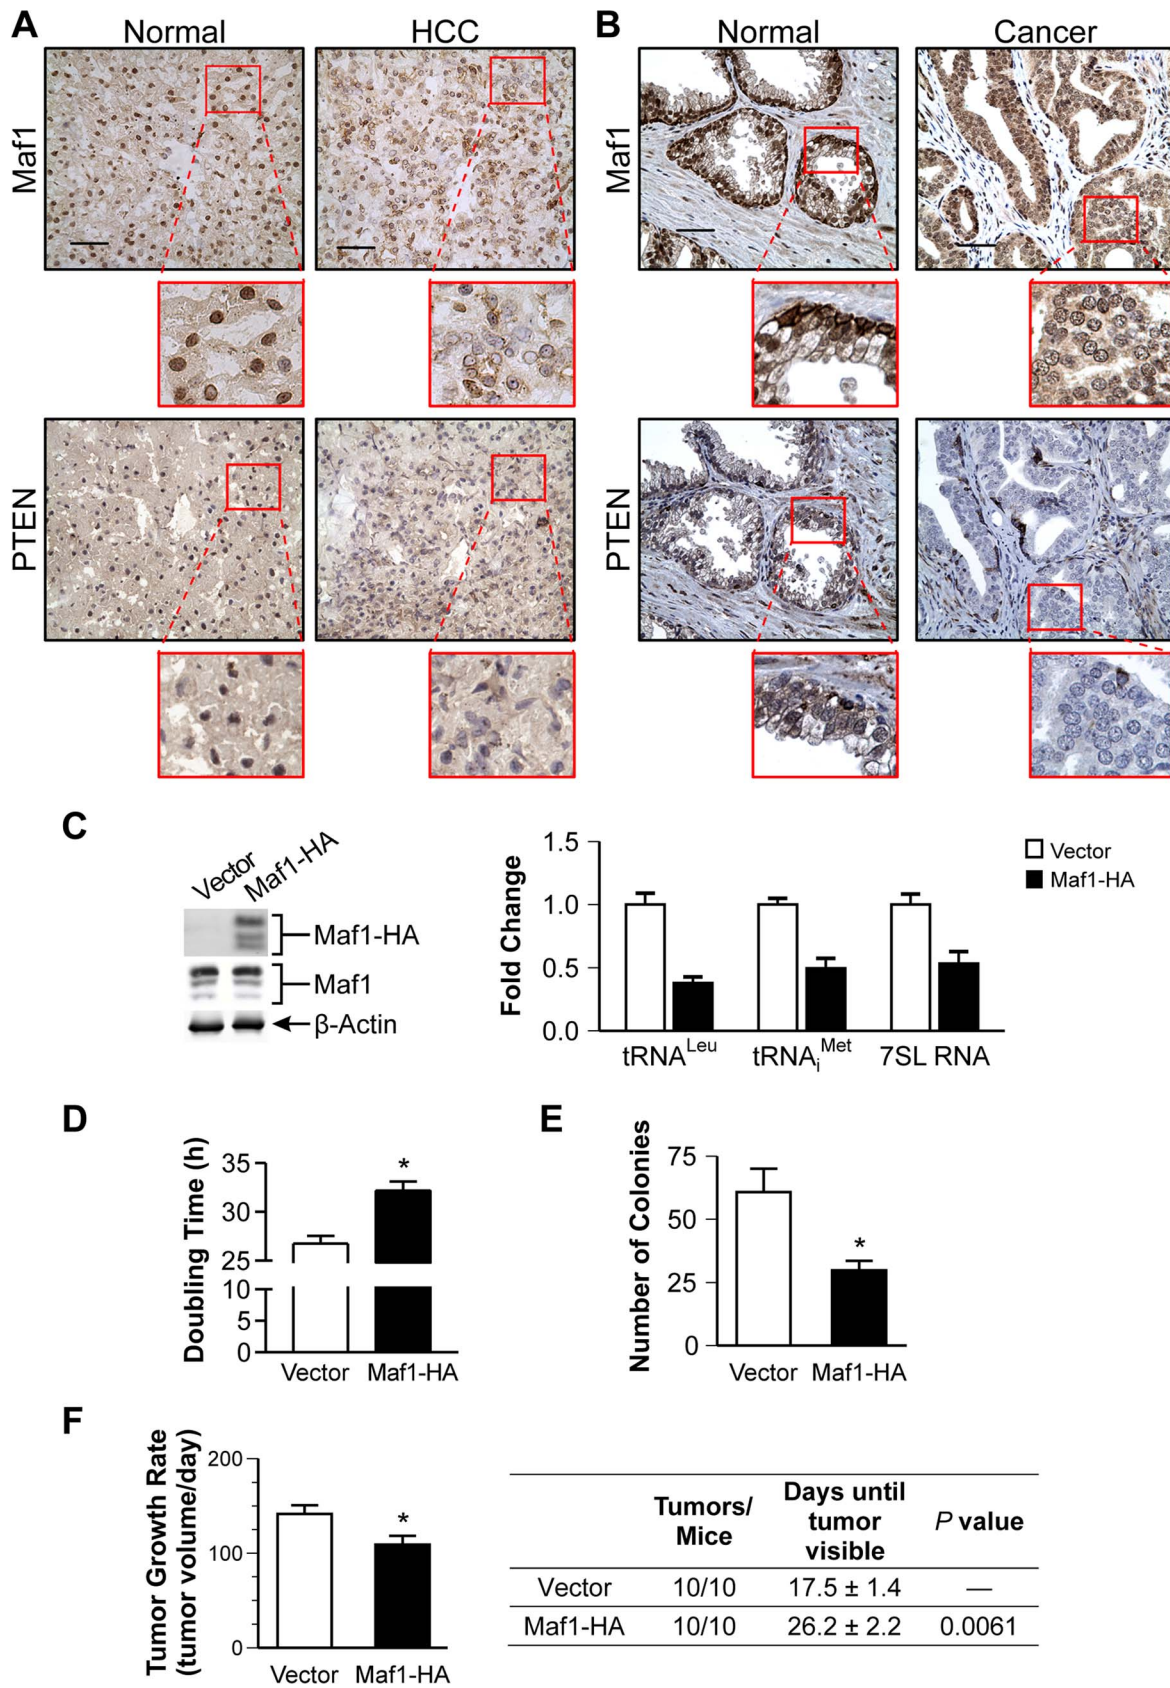 A
Normal
HCC
B
Normal
Cancer
Maf1
Maf1
PTEN
PTEN
C
Vector
Maf1-HA
Maf1-HA
Maf1
β-Actin
Fold Change
1.5
1.0
0.5
0.0
tRNA^Leu
tRNA_i^Met
7SL RNA
Vector
Maf1-HA
D
Doubling Time (h)
35
30
25
10
5
0
*
Vector
Maf1-HA
E
Number of Colonies
75
50
25
0
*
Vector
Maf1-HA
F
Tumor Growth Rate
(tumor volume/day)
200
100
0
*
Vector
Maf1-HA
Tumors/
Mice
Days until
tumor
visible
P value
Vector 10/10 17.5 ± 1.4 —
Maf1-HA 10/10 26.2 ± 2.2 0.0061